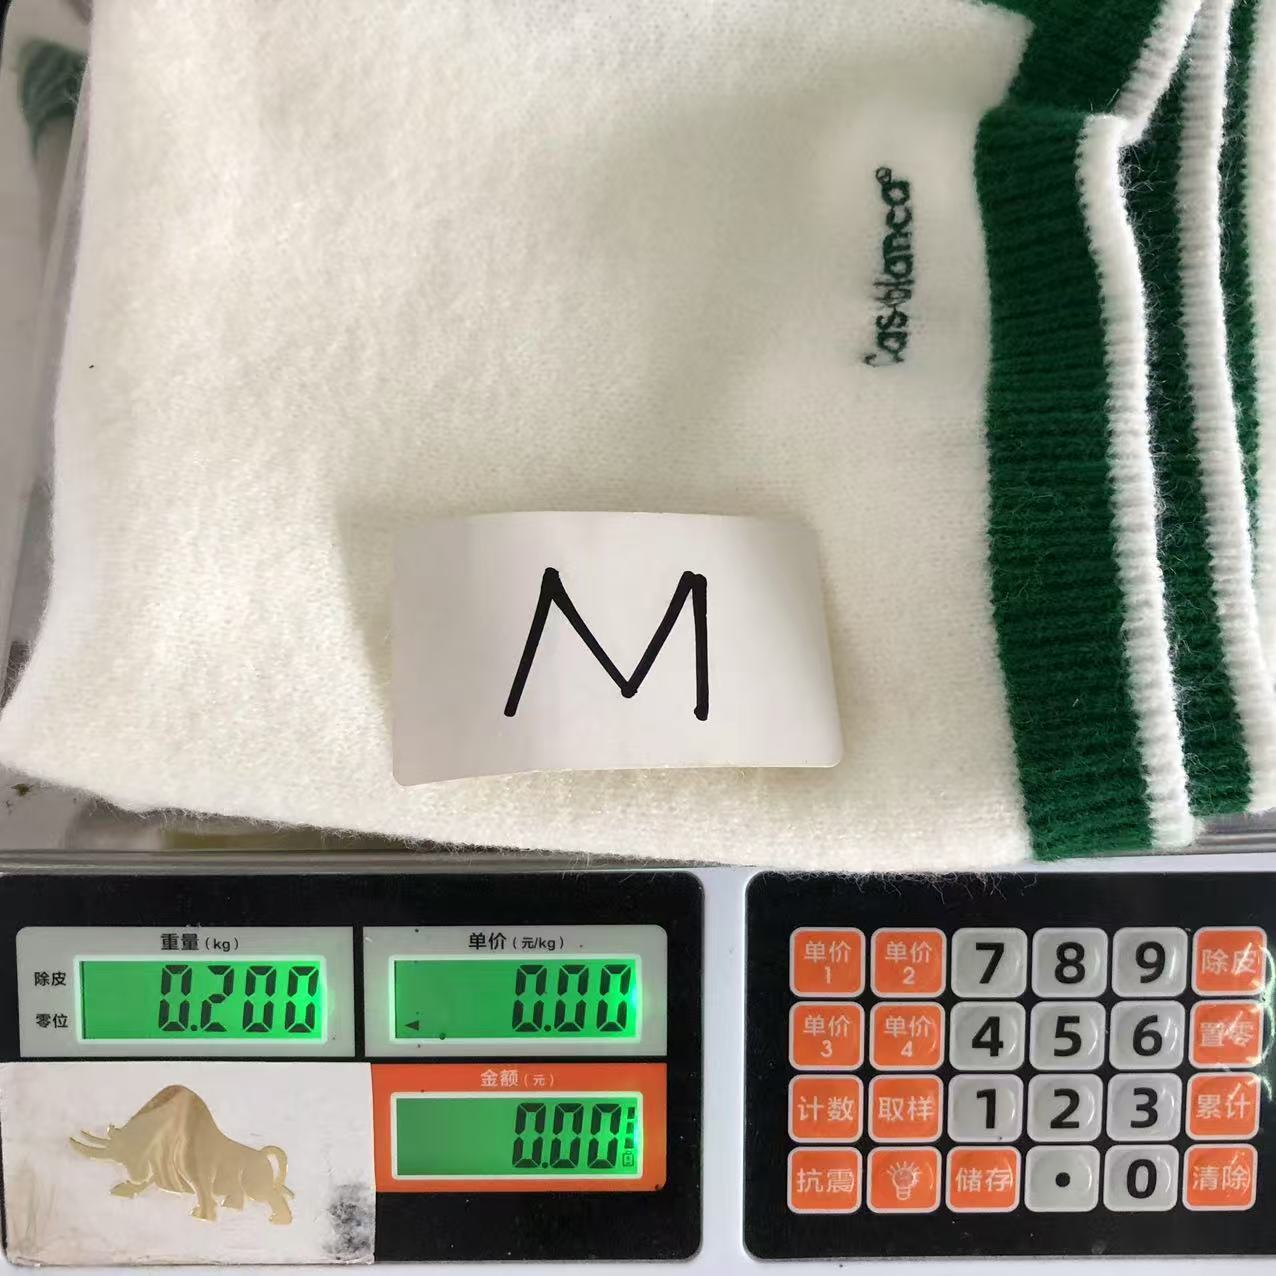 Casablanca®
M
重量(kg)
除皮
零位
0.200
单价(元/kg)
0.00
金额(元)
0.00
单价1
单价2
7
8
9
除皮
单价3
单价4
4
5
6
置零
计数
取样
1
2
3
累计
抗震
储存
.
0
清除